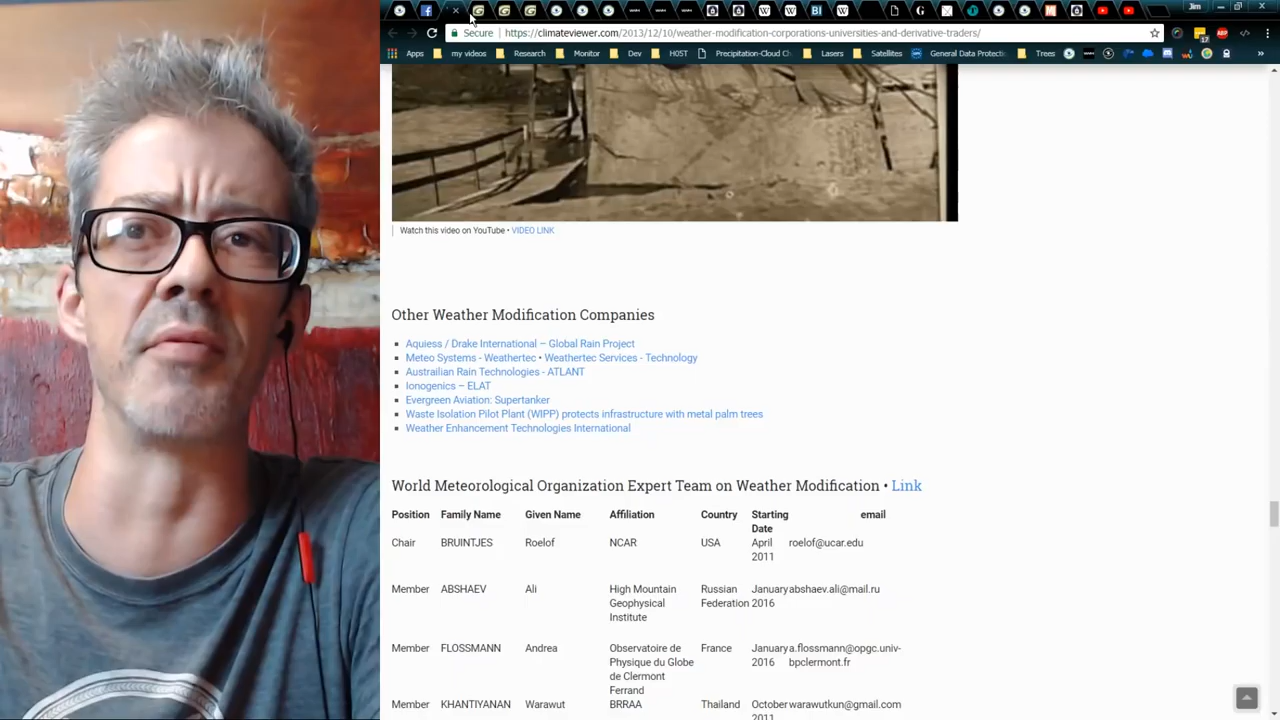 Jim
Secure
https://climateviewer.com/2013/12/10/weather-modification-corporations-universities-and-derivative-traders/
Apps my videos Research Monitor Dev H05T Precipitation-Cloud C Lasers Satellites General Data Protecti Trees
Watch this video on YouTube • VIDEO LINK
Other Weather Modification Companies
Aquiess / Drake International – Global Rain Project
Meteo Systems - Weathertec • Weathertec Services - Technology
Austrailian Rain Technologies - ATLANT
Ionogenics – ELAT
Evergreen Aviation: Supertanker
Waste Isolation Pilot Plant (WIPP) protects infrastructure with metal palm trees
Weather Enhancement Technologies International
World Meteorological Organization Expert Team on Weather Modification • Link
Position Family Name Given Name Affiliation Country Starting email
Date
Chair BRUINTJES Roelof NCAR USA April roelof@ucar.edu
2011
Member ABSHAEV Ali High Mountain Russian January abshaev.ali@mail.ru
Geophysical Federation 2016
Institute
Member FLOSSMANN Andrea Observatoire de France January a.flossmann@opgc.univ-
Physique du Globe 2016 bpclermont.fr
de Clermont
Ferrand
Member KHANTIYANAN Warawut BRRAA Thailand October warawutkun@gmail.com
2011